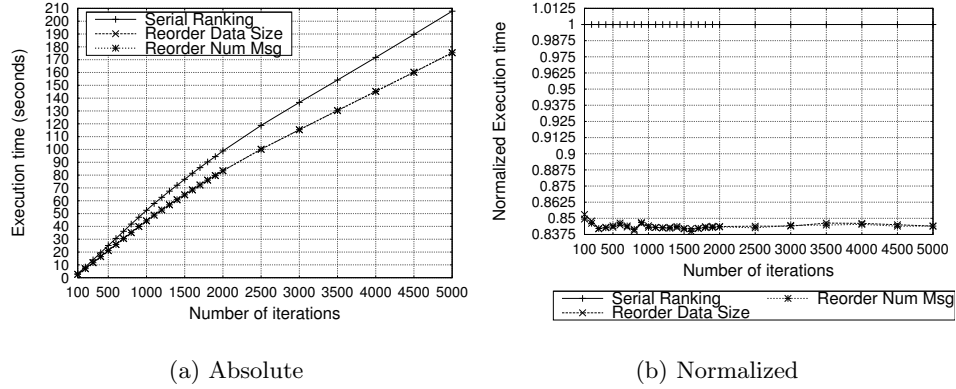 210
200
190
180
170
160
150
140
130
120
110
100
90
80
70
60
50
40
30
20
10
0
Execution time (seconds)
Serial Ranking
Reorder Data Size
Reorder Num Msg
100 500 1000 1500 2000 2500 3000 3500 4000 4500 5000
Number of iterations
(a) Absolute
1.0125
1
0.9875
0.975
0.9625
0.95
0.9375
0.925
0.9125
0.9
0.8875
0.875
0.8625
0.85
0.8375
Normalized Execution time
100 500 1000 1500 2000 2500 3000 3500 4000 4500 5000
Number of iterations
Serial Ranking Reorder Num Msg
Reorder Data Size
(b) Normalized